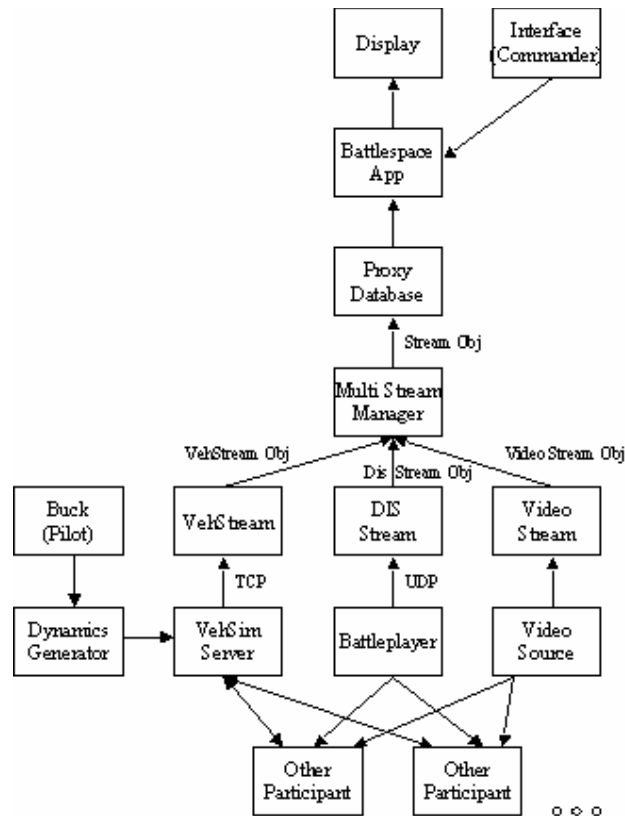 Display
Interface
(Commander)
Battlespace
App
Proxy
Database
Stream Obj
Multi Stream
Manager
VehStream Obj
Dis Stream Obj
Video Stream Obj
Buck
(Pilot)
VehStream
DIS
Stream
Video
Stream
TCP
UDP
Dynamics
Generator
VehSim
Server
Battleplayer
Video
Source
Other
Participant
Other
Participant